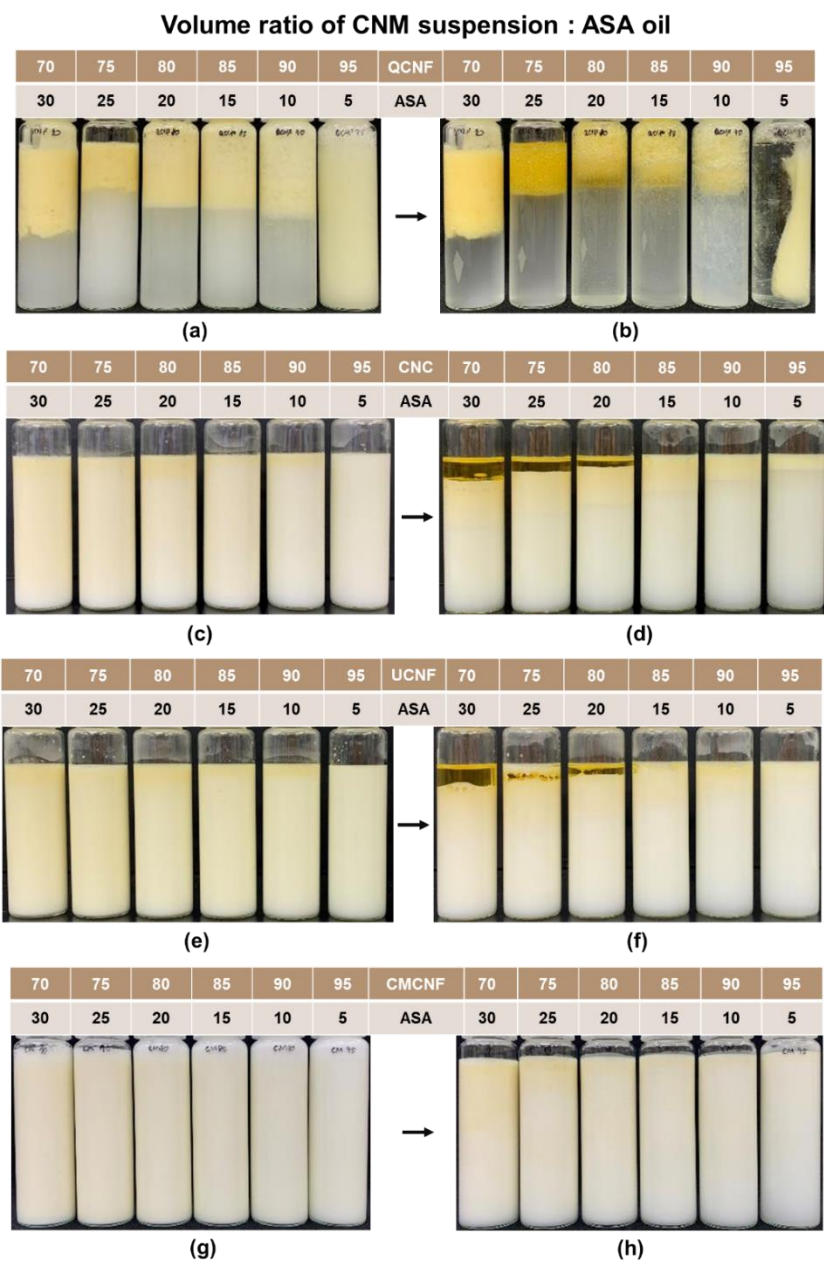 Volume ratio of CNM suspension : ASA oil
70 75 80 85 90 95 QCNF 70 75 80 85 90 95
30 25 20 15 10 5 ASA 30 25 20 15 10 5
(a) (b)
70 75 80 85 90 95 CNC 70 75 80 85 90 95
30 25 20 15 10 5 ASA 30 25 20 15 10 5
(c) (d)
70 75 80 85 90 95 UCNF 70 75 80 85 90 95
30 25 20 15 10 5 ASA 30 25 20 15 10 5
(e) (f)
70 75 80 85 90 95 CMCNF 70 75 80 85 90 95
30 25 20 15 10 5 ASA 30 25 20 15 10 5
CM 95
CM 95
(g) (h)